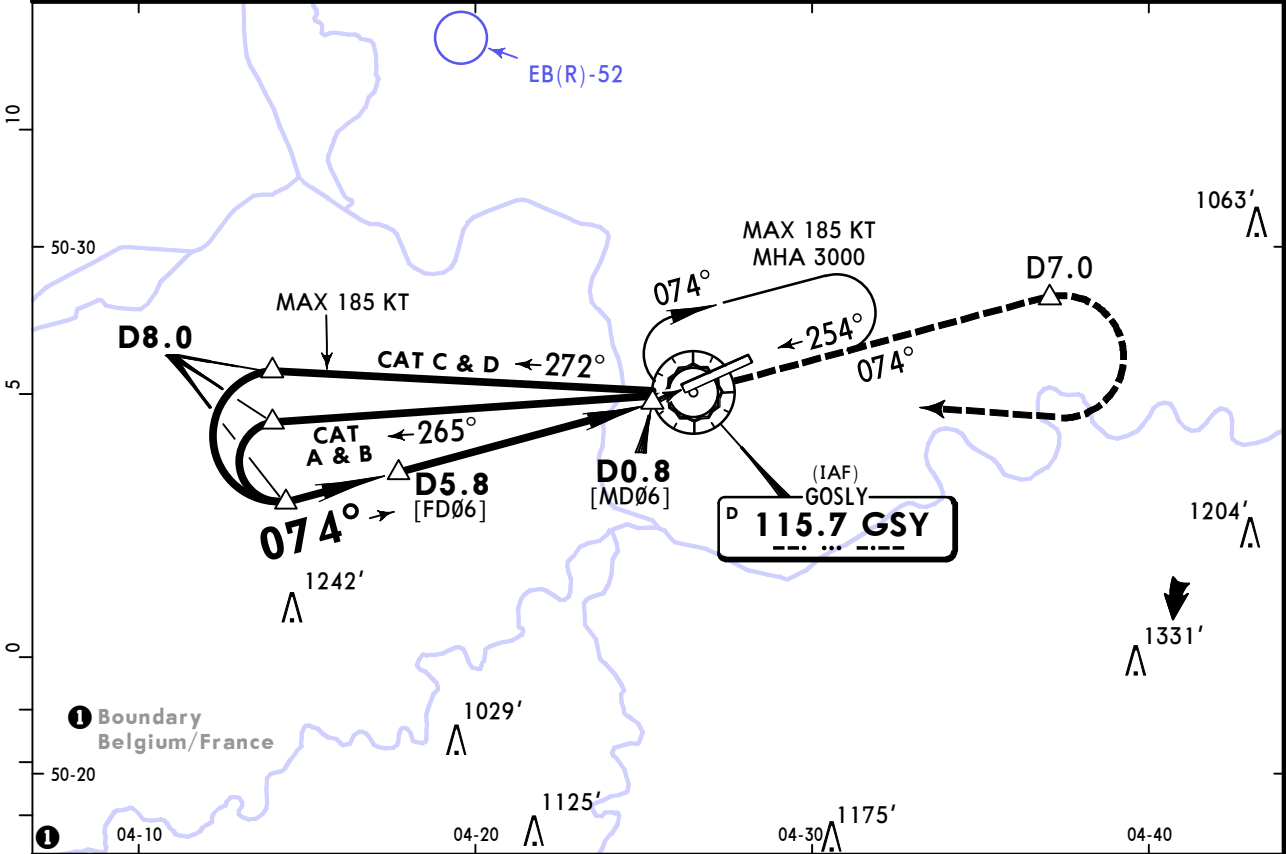 EB(R)-52
10
1063′
50-30
MAX 185 KT
MHA 3000
074°
D7.0
MAX 185 KT
D8.0
CAT C & D
272°
254°
074°
5
CAT
A & B
265°
D5.8
[FDØ6]
D0.8
[MDØ6]
(IAF)
GOSLY
D 115.7 GSY
074°
1204′
1242′
1331′
0
1 Boundary
Belgium/France
1029′
50-20
1125′
1175′
1
04-10
04-20
04-30
04-40